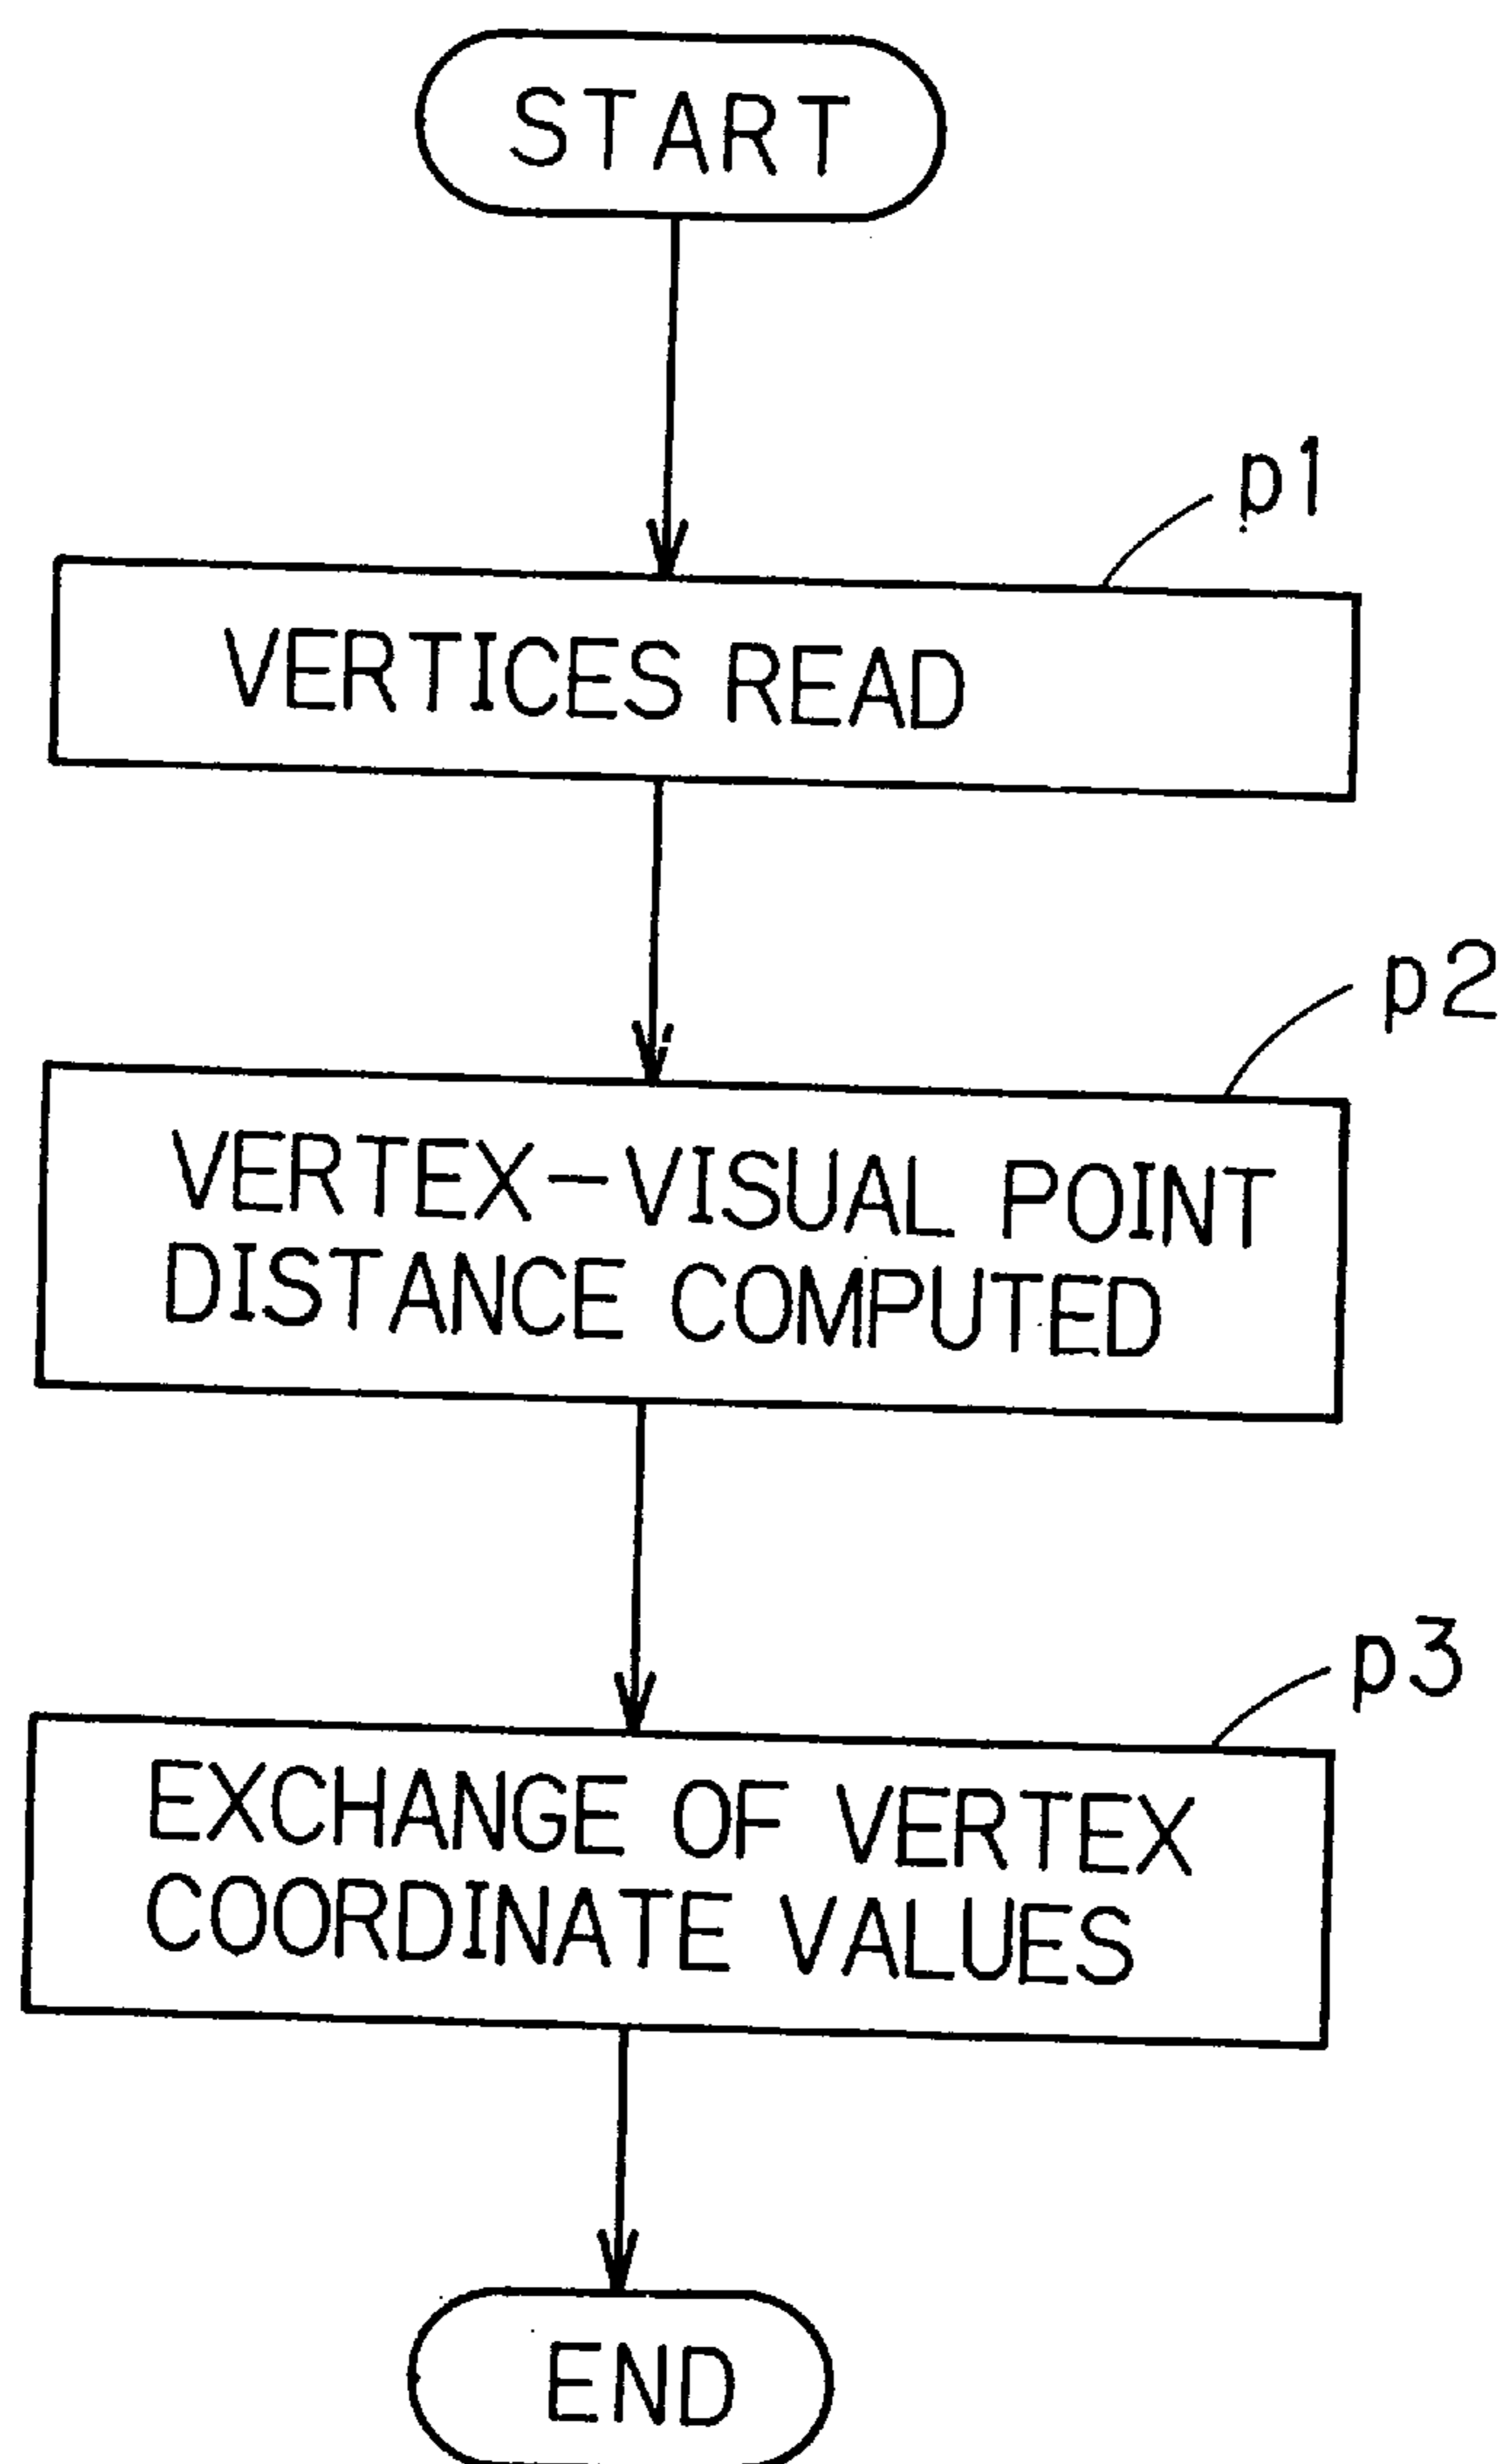 START
p1
VERTICES READ
p2
VERTEX-VISUAL POINT
DISTANCE COMPUTED
p3
EXCHANGE OF VERTEX
COORDINATE VALUES
END